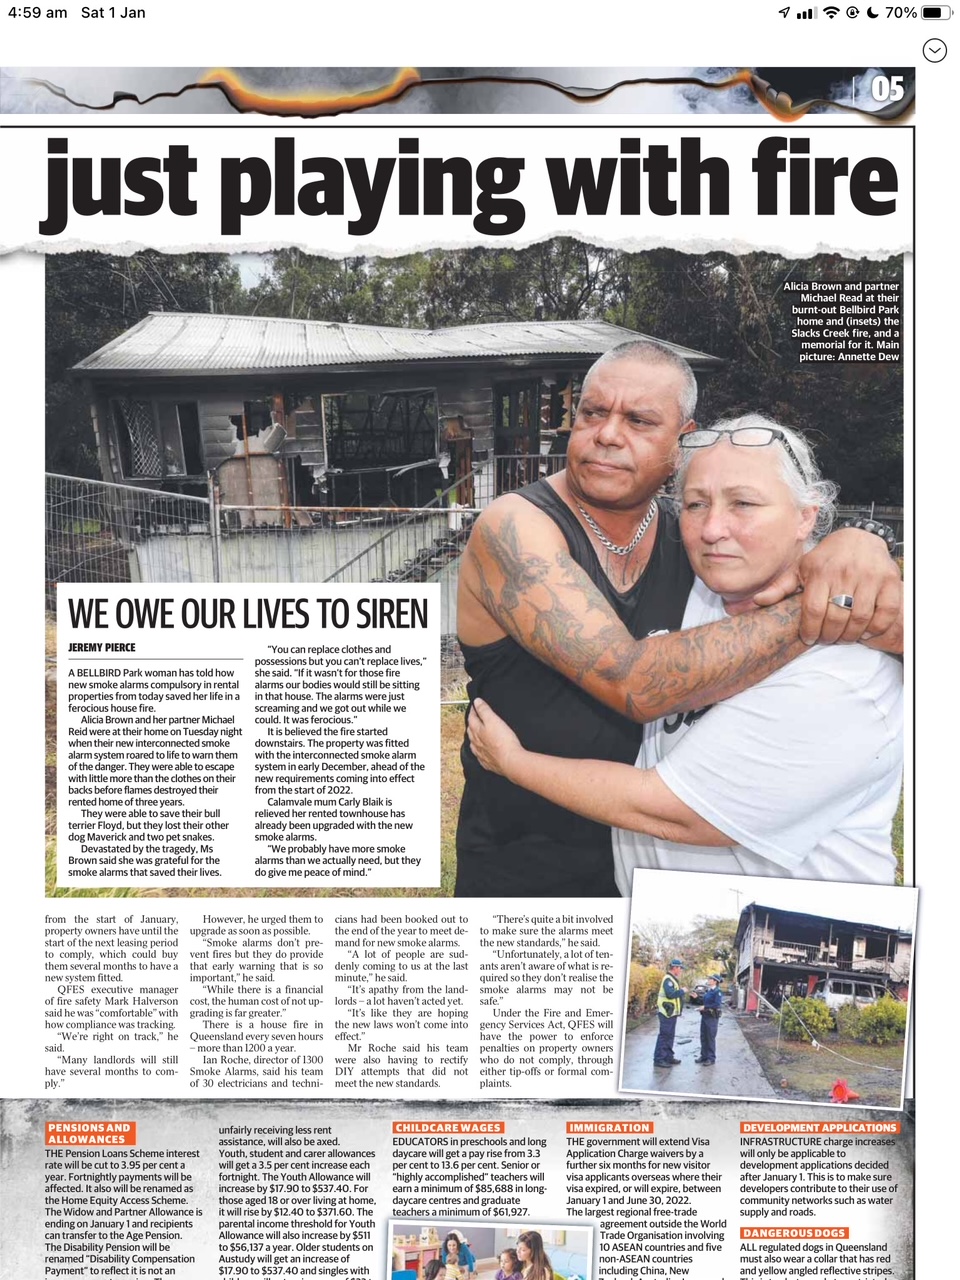 4:59 am Sat 1 Jan
70%
05
just playing with fire
Alicia Brown and partner
Michael Read at their
burnt-out Bellbird Park
home and (insets) the
Slacks Creek fire, and a
memorial for it. Main
picture: Annette Dew
WE OWE OUR LIVES TO SIREN
JEREMY PIERCE
A BELLBIRD Park woman has told how
new smoke alarms compulsory in rental
properties from today saved her life in a
ferocious house fire.
Alicia Brown and her partner Michael
Reid were at their home on Tuesday night
when their new interconnected smoke
alarm system roared to life to warn them
of the danger. They were able to escape
with little more than the clothes on their
backs before flames destroyed their
rented home of three years.
They were able to save their bull
terrier Floyd, but they lost their other
dog Maverick and two pet snakes.
Devastated by the tragedy, Ms
Brown said she was grateful for the
smoke alarms that saved their lives.
"You can replace clothes and
possessions but you can't replace lives,"
she said. "If it wasn't for those fire
alarms our bodies would still be sitting
in that house. The alarms were just
screaming and we got out while we
could. It was ferocious."
It is believed the fire started
downstairs. The property was fitted
with the interconnected smoke alarm
system in early December, ahead of the
new requirements coming into effect
from the start of 2022.
Calamvale mum Carly Blaik is
relieved her rented townhouse has
already been upgraded with the new
smoke alarms.
"We probably have more smoke
alarms than we actually need, but they
do give me peace of mind."
from the start of January,
property owners have until the
start of the next leasing period
to comply, which could buy
them several months to have a
new system fitted.
QFES executive manager
of fire safety Mark Halverson
said he was "comfortable" with
how compliance was tracking.
"We're right on track," he
said.
"Many landlords will still
have several months to com-
ply."
However, he urged them to
upgrade as soon as possible.
"Smoke alarms don't pre-
vent fires but they do provide
that early warning that is so
important," he said.
"While there is a financial
cost, the human cost of not up-
grading is far greater."
There is a house fire in
Queensland every seven hours
– more than 1200 a year.
Ian Roche, director of 1300
Smoke Alarms, said his team
of 30 electricians and techni-
cians had been booked out to
the end of the year to meet de-
mand for new smoke alarms.
"A lot of people are sud-
denly coming to us at the last
minute," he said.
"It's apathy from the land-
lords – a lot haven't acted yet.
"It's like they are hoping
the new laws won't come into
effect."
Mr Roche said his team
were also having to rectify
DIY attempts that did not
meet the new standards.
"There's quite a bit involved
to make sure the alarms meet
the new standards," he said.
"Unfortunately, a lot of ten-
ants aren't aware of what is re-
quired so they don't realise the
smoke alarms may not be
safe."
Under the Fire and Emer-
gency Services Act, QFES will
have the power to enforce
penalties on property owners
who do not comply, through
either tip-offs or formal com-
plaints.
PENSIONS AND
ALLOWANCES
THE Pension Loans Scheme interest
rate will be cut to 3.95 per cent a
year. Fortnightly payments will be
affected. It also will be renamed as
the Home Equity Access Scheme.
The Widow and Partner Allowance is
ending on January 1 and recipients
can transfer to the Age Pension.
The Disability Pension will be
renamed "Disability Compensation
Payment" to reflect it is not an
unfairly receiving less rent
assistance, will also be axed.
Youth, student and carer allowances
will get a 3.5 per cent increase each
fortnight. The Youth Allowance will
increase by $17.90 to $537.40. For
those aged 18 or over living at home,
it will rise by $12.40 to $371.60. The
parental income threshold for Youth
Allowance will also increase by $511
to $56,137 a year. Older students on
Austudy will get an increase of
$17.90 to $537.40 and singles with
CHILDCARE WAGES
EDUCATORS in preschools and long
daycare will get a pay rise from 3.3
per cent to 13.6 per cent. Senior or
"highly accomplished" teachers will
earn a minimum of $85,688 in long-
daycare centres and graduate
teachers a minimum of $61,927.
IMMIGRATION
THE government will extend Visa
Application Charge waivers by a
further six months for new visitor
visa applicants overseas where their
visa expired, or will expire, between
January 1 and June 30, 2022.
The largest regional free-trade
agreement outside the World
Trade Organisation involving
10 ASEAN countries and five
non-ASEAN countries
including China, New
DEVELOPMENT APPLICATIONS
INFRASTRUCTURE charge increases
will only be applicable to
development applications decided
after January 1. This is to make sure
developers contribute to their use of
community networks such as water
supply and roads.
DANGEROUS DOGS
ALL regulated dogs in Queensland
must also wear a collar that has red
and yellow angled reflective stripes.